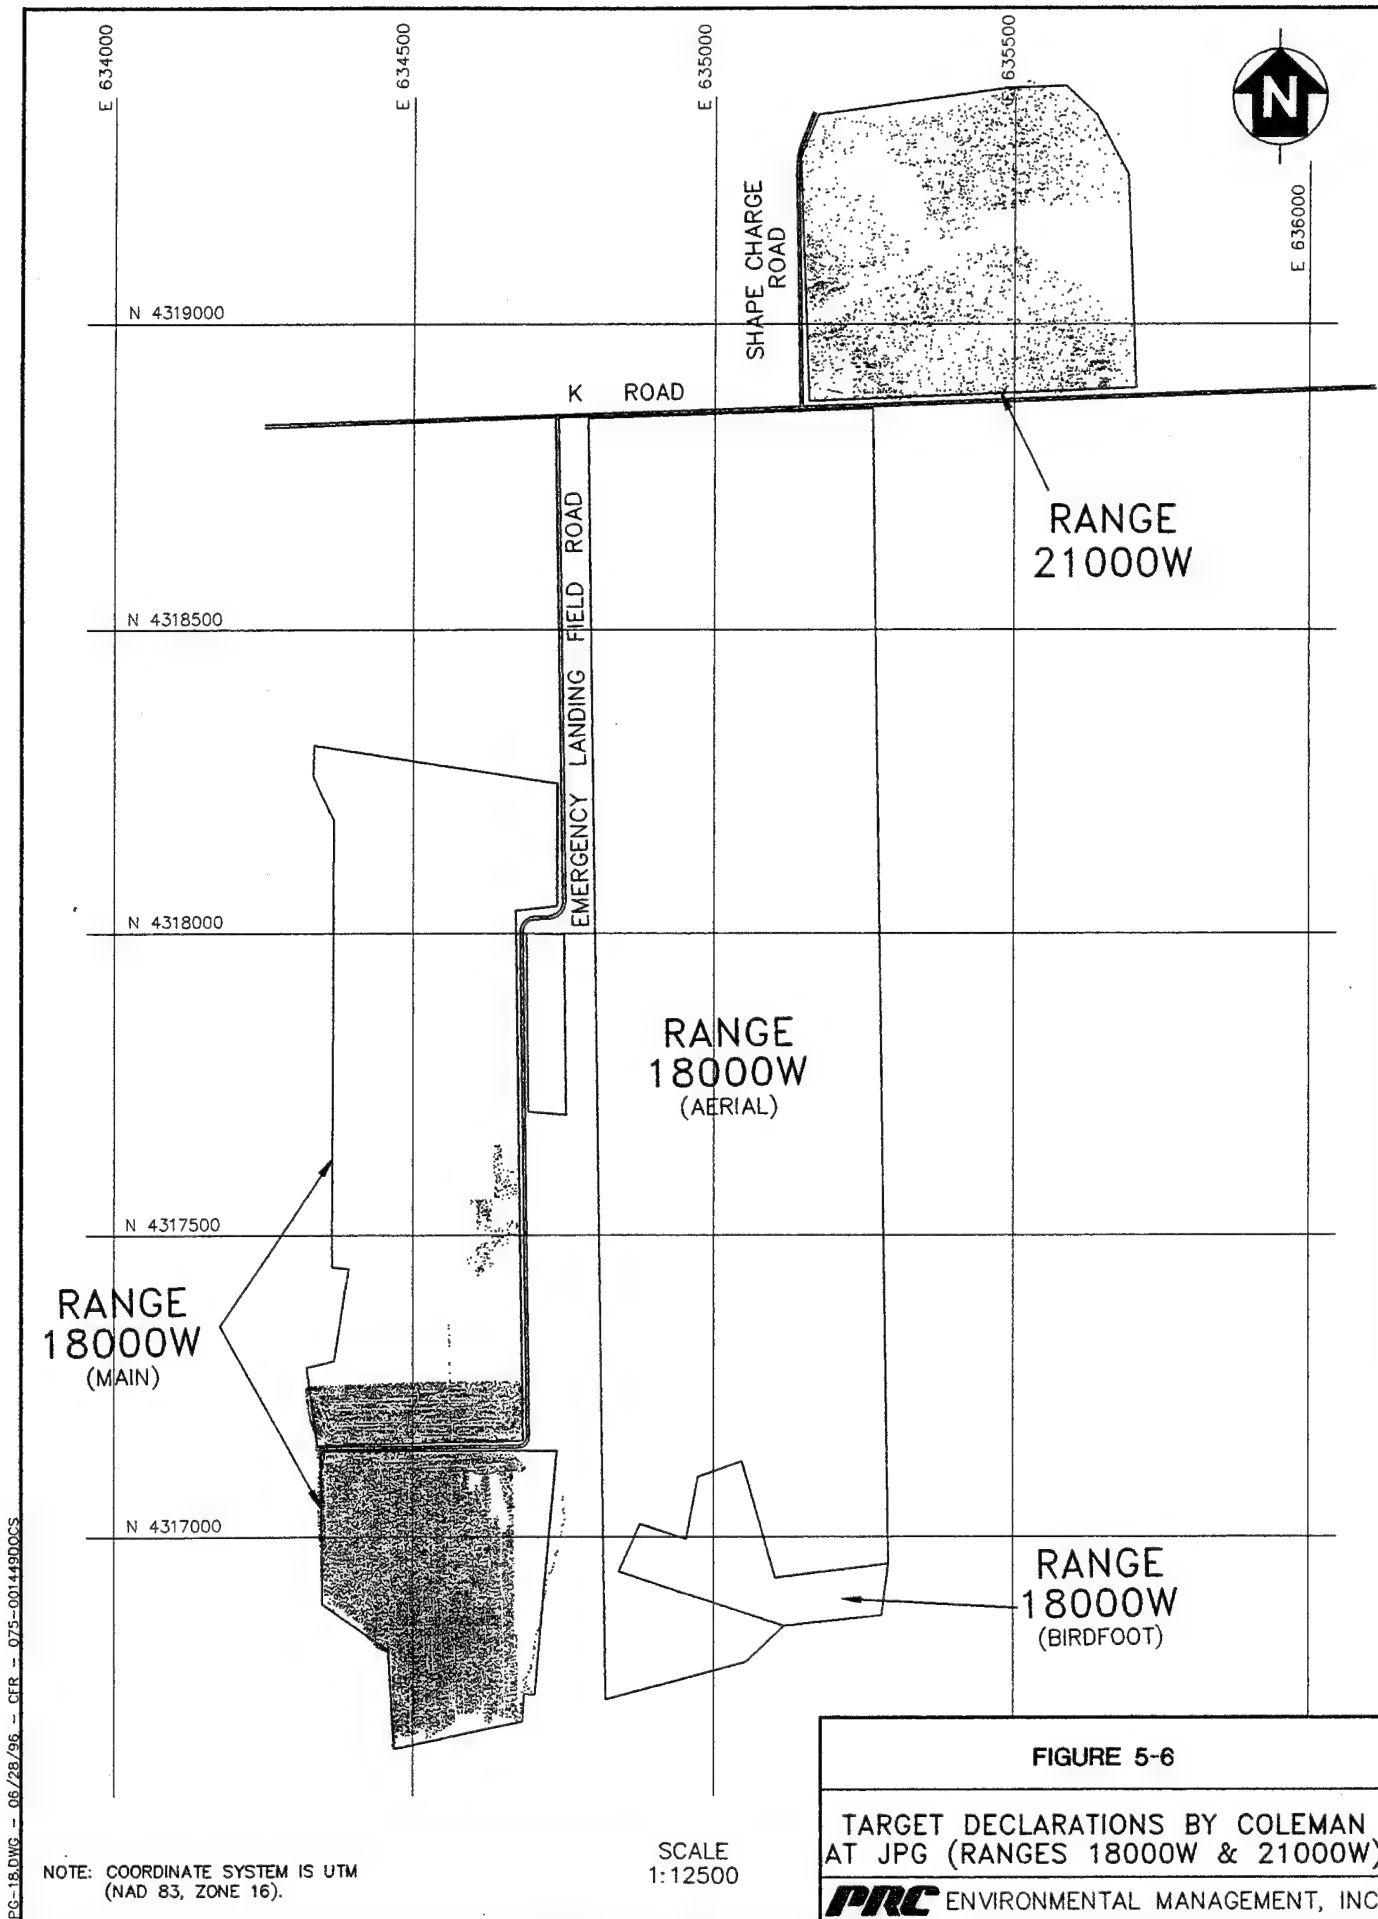 E 634000
E 634500
E 635000
E 635500
N
E 636000
SHAPE CHARGE
ROAD
N 4319000
K ROAD
RANGE
21000W
EMERGENCY LANDING FIELD ROAD
N 4318500
N 4318000
RANGE
18000W
(AERIAL)
N 4317500
RANGE
18000W
(MAIN)
N 4317000
RANGE
18000W
(BIRDFOOT)
FIGURE 5-6
TARGET DECLARATIONS BY COLEMAN
AT JPG (RANGES 18000W & 21000W)
PRC ENVIRONMENTAL MANAGEMENT, INC
SCALE
1:12500
NOTE: COORDINATE SYSTEM IS UTM
(NAD 83, ZONE 16).
PG-18.DWG - 06/28/96 - CFR - 075-001449DOCS